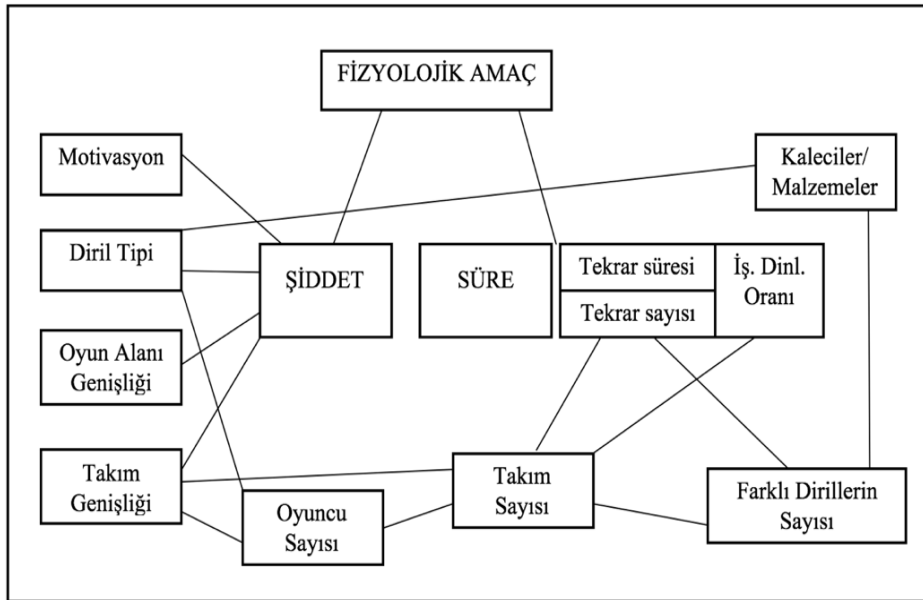 FİZYOLOJİK AMAÇ
Motivasyon
Kaleciler/
Malzemeler
Diril Tipi
ŞİDDET
SÜRE
Tekrar süresi
Tekrar sayısı
İş. Dinl.
Oranı
Oyun Alanı
Genişliği
Takım
Genişliği
Oyuncu
Sayısı
Takım
Sayısı
Farklı Dirillerin
Sayısı